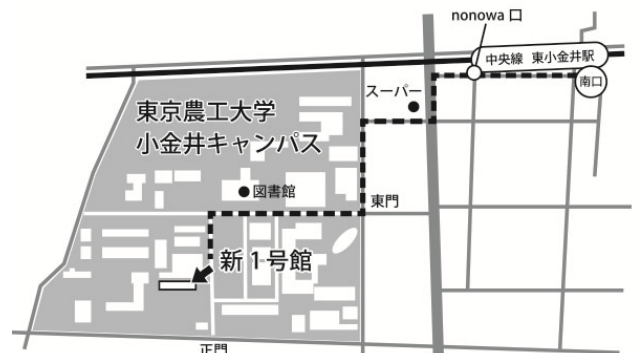 nonowa 口
中央線 東小金井駅
南口
スーパー
東京農工大学
小金井キャンパス
図書館
東門
新1号館
正門